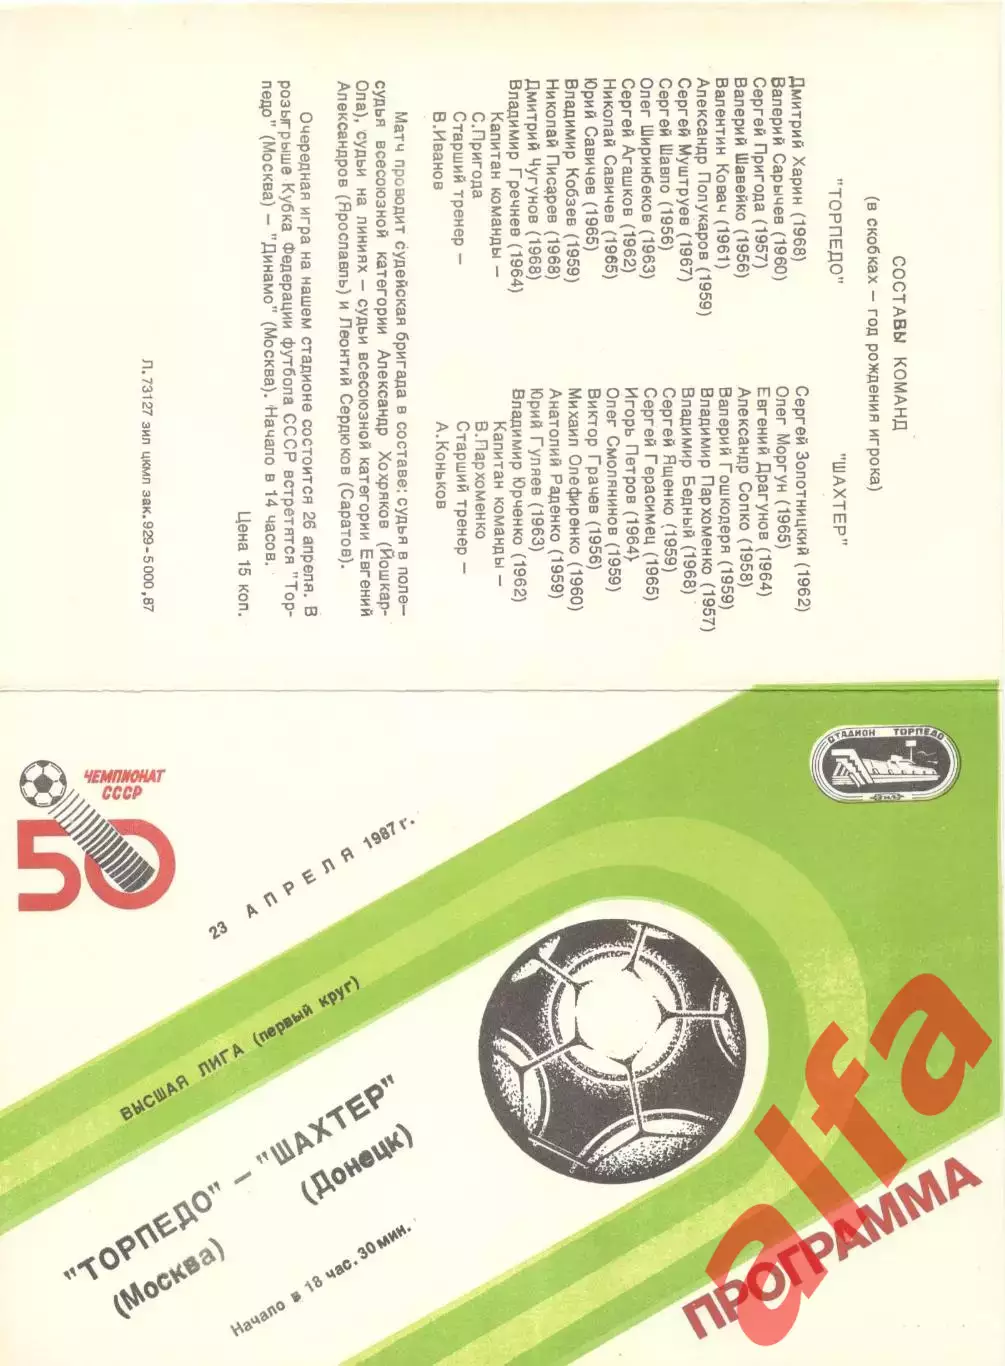 СОСТАВЫ КОМАНД
(в скобках – год рождения игрока)
"ТОРПЕДО"
Дмитрий Харин (1968)
Валерий Сарычев (1960)
Сергей Пригода (1957)
Валерий Шавейко (1956)
Валентин Ковач (1961)
Александр Полукаров (1959)
Сергей Муштруев (1967)
Сергей Шавло (1956)
Олег Ширинбеков (1963)
Сергей Агашков (1962)
Николай Савичев (1965)
Юрий Савичев (1965)
Владимир Кобзев (1959)
Николай Писарев (1968)
Дмитрий Чугунов (1968)
Владимир Гречнев (1964)
Капитан команды –
С.Пригода
Старший тренер –
В.Иванов
"ШАХТЕР"
Сергей Золотницкий (1962)
Олег Моргун (1965)
Евгений Драгунов (1964)
Александр Сопко (1958)
Валерий Гошкодеря (1959)
Владимир Пархоменко (1957)
Владимир Бедный (1968)
Сергей Ященко (1959)
Сергей Герасимец (1965)
Игорь Петров (1964}
Олег Смолянинов (1959)
Виктор Грачев (1956)
Михаил Олефиренко (1960)
Анатолий Раденко (1959)
Юрий Гуляев (1963)
Владимир Юрченко (1962)
Капитан команды –
В.Пархоменко
Старший тренер –
А.Коньков
Матч проводит судейская бригада в составе: судья в поле–
судья всесоюзной категории Александр Хохряков (Йошкар-
Ола), судьи на линиях – судьи всесоюзной категории Евгений
Александров (Ярославль) и Леонтий Сердюков (Саратов).
Очередная игра на нашем стадионе состоится 26 апреля. В
розыгрыше Кубка Федерации футбола СССР встретятся "Тор-
педо" (Москва) – "Динамо" (Москва). Начало в 14 часов.
Цена 15 коп.
Л.73127 зил цкмл зак.929-5000,87
ЧЕМПИОНАТ
СССР
50
СТАДИОН ТОРПЕДО
ЗИЛ
23 АПРЕЛЯ 1987 г.
ВЫСШАЯ ЛИГА (первый круг)
"ТОРПЕДО" – "ШАХТЕР"
(Москва) (Донецк)
Начало в 18 час. 30 мин.
ПРОГРАММА
alfa